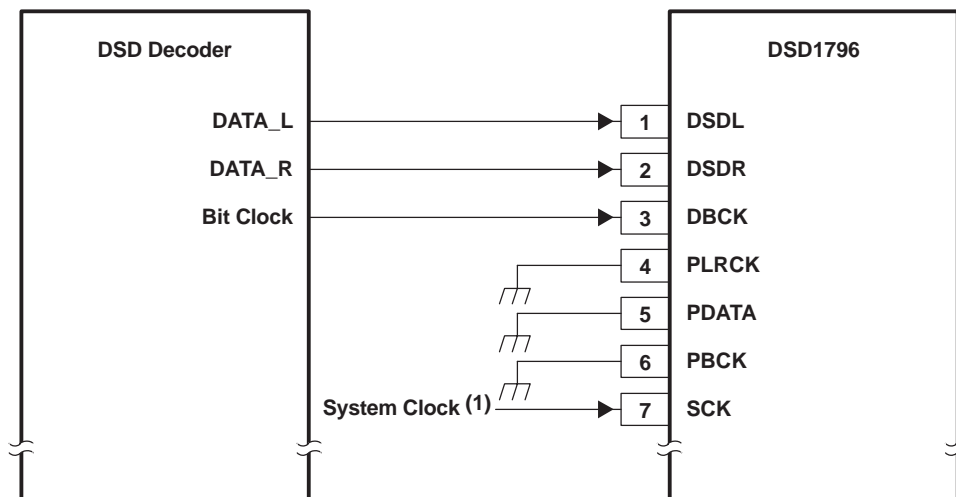 DSD Decoder
DSD1796
DATA_L
1
DSDL
DATA_R
2
DSDR
Bit Clock
3
DBCK
4
PLRCK
5
PDATA
6
PBCK
System Clock (1)
7
SCK